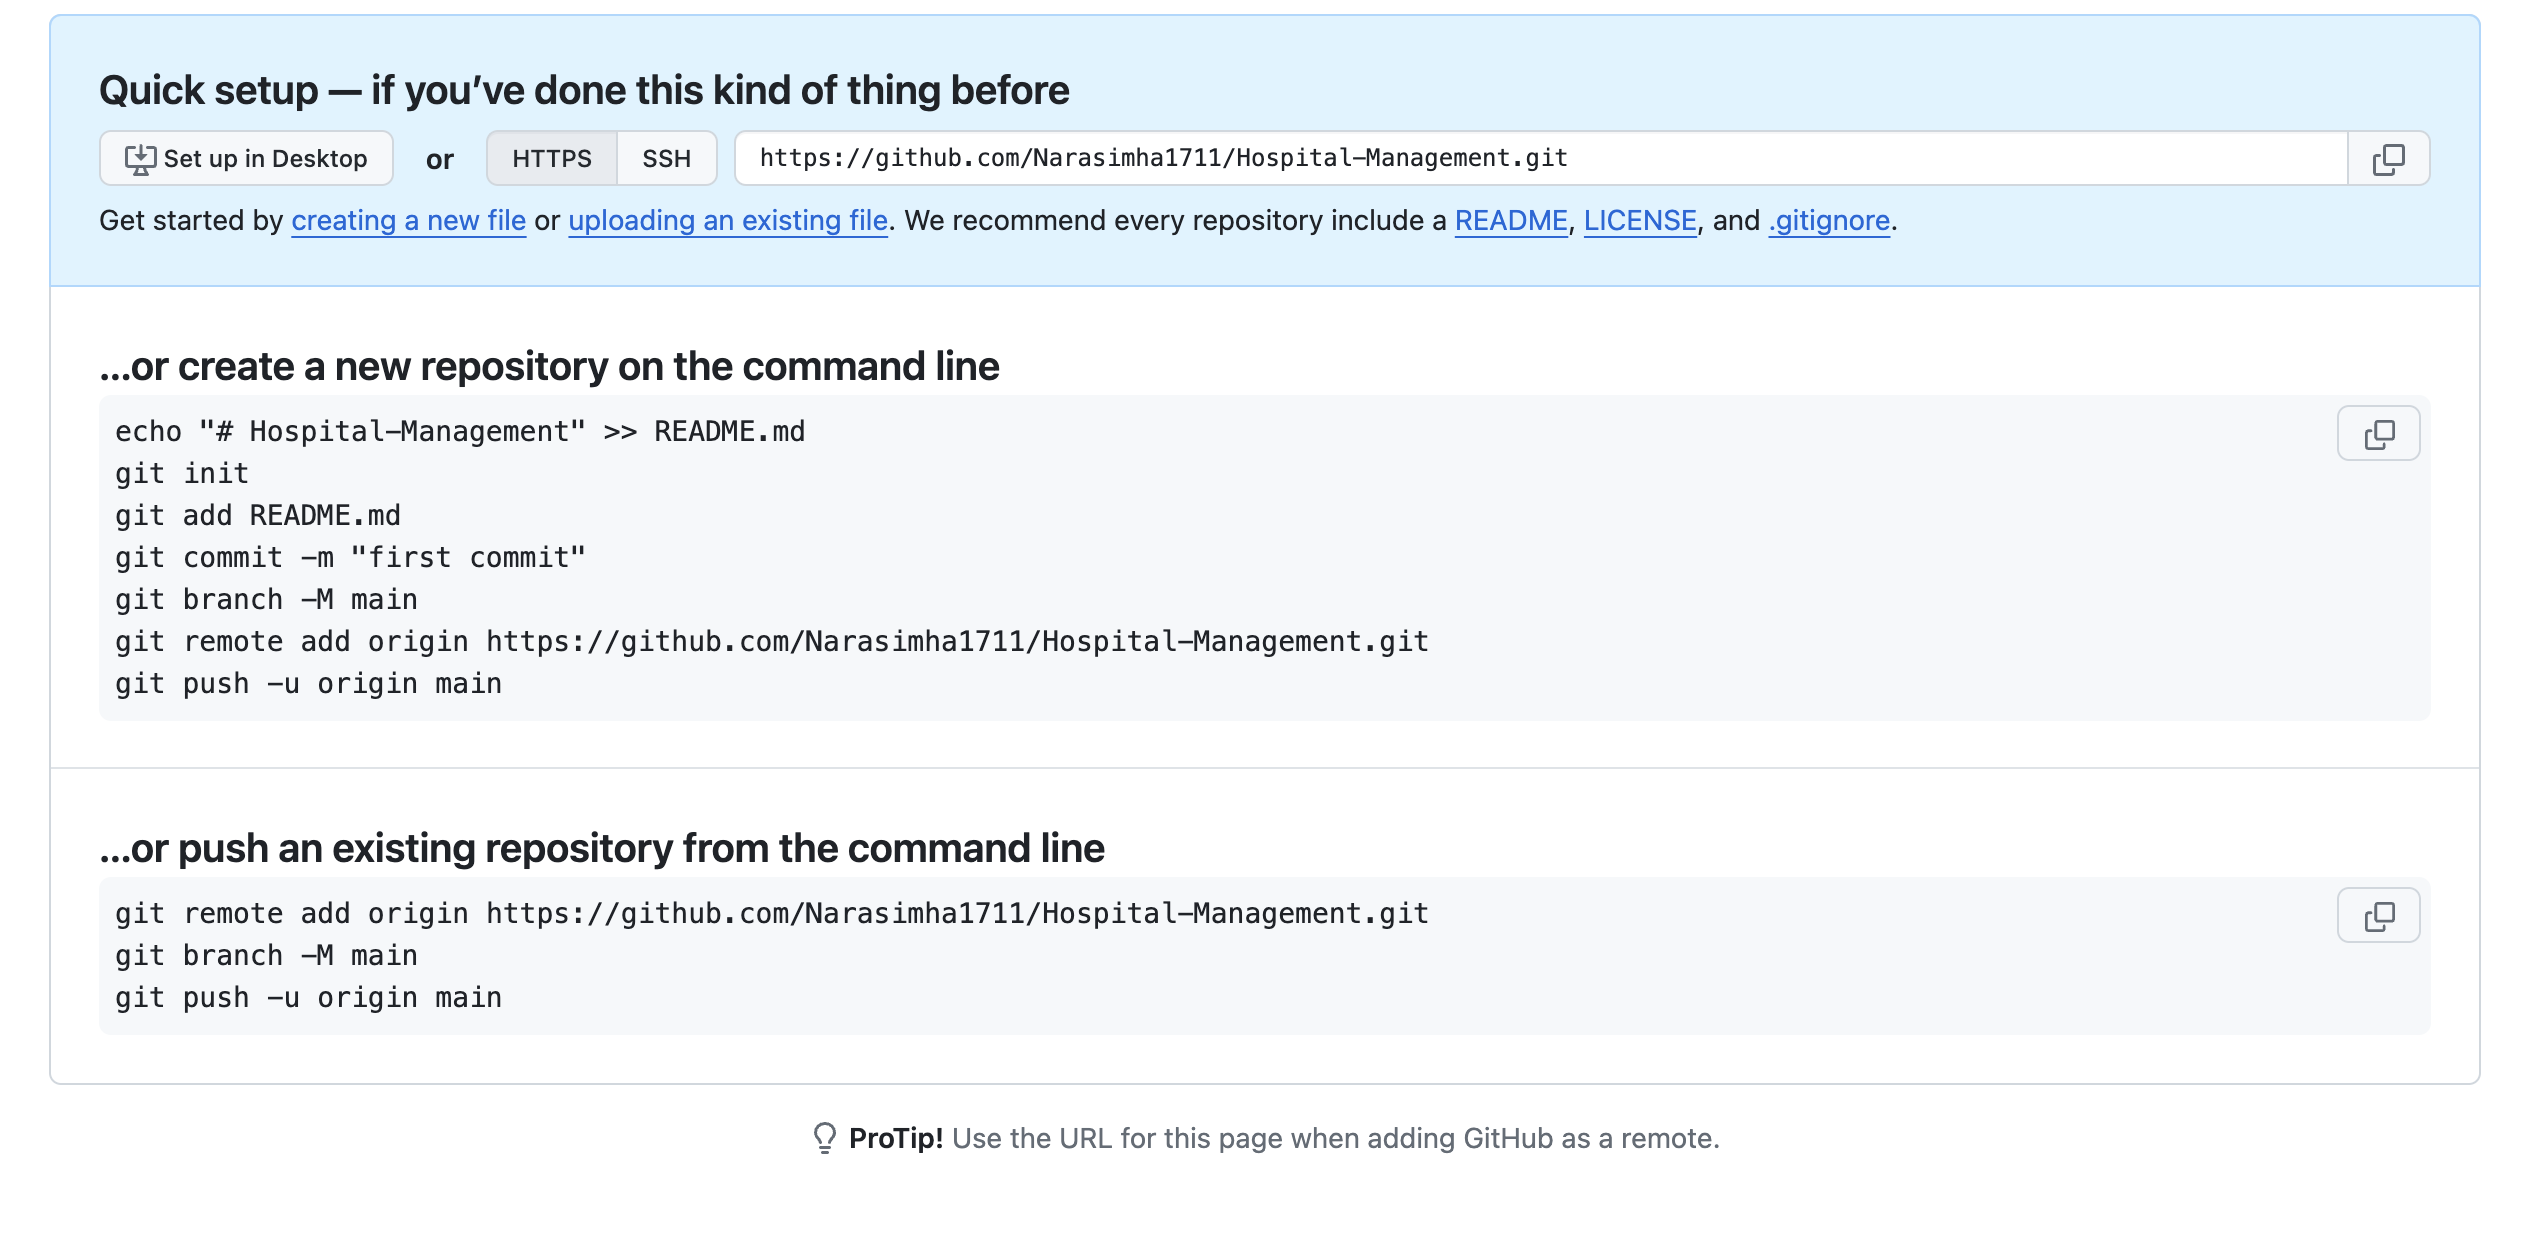 Quick setup — if you’ve done this kind of thing before
Set up in Desktop or HTTPS SSH https://github.com/Narasimha1711/Hospital-Management.git
Get started by creating a new file or uploading an existing file. We recommend every repository include a README, LICENSE, and .gitignore.
…or create a new repository on the command line
echo "# Hospital-Management" >> README.md
git init
git add README.md
git commit -m "first commit"
git branch -M main
git remote add origin https://github.com/Narasimha1711/Hospital-Management.git
git push -u origin main
…or push an existing repository from the command line
git remote add origin https://github.com/Narasimha1711/Hospital-Management.git
git branch -M main
git push -u origin main
ProTip! Use the URL for this page when adding GitHub as a remote.